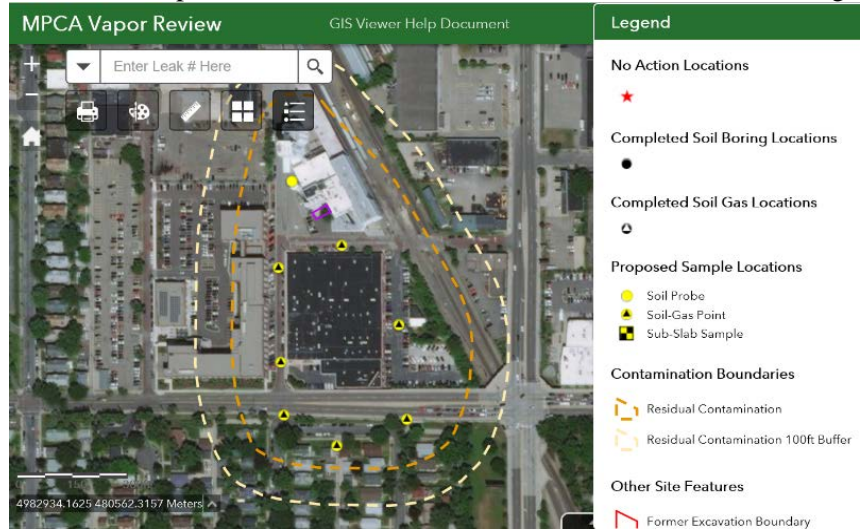 MPCA Vapor Review
GIS Viewer Help Document
Enter Leak # Here
4982934.1625 480562.3157 Meters
Legend
No Action Locations
Completed Soil Boring Locations
Completed Soil Gas Locations
Proposed Sample Locations
Soil Probe
Soil-Gas Point
Sub-Slab Sample
Contamination Boundaries
Residual Contamination
Residual Contamination 100ft Buffer
Other Site Features
Former Excavation Boundary